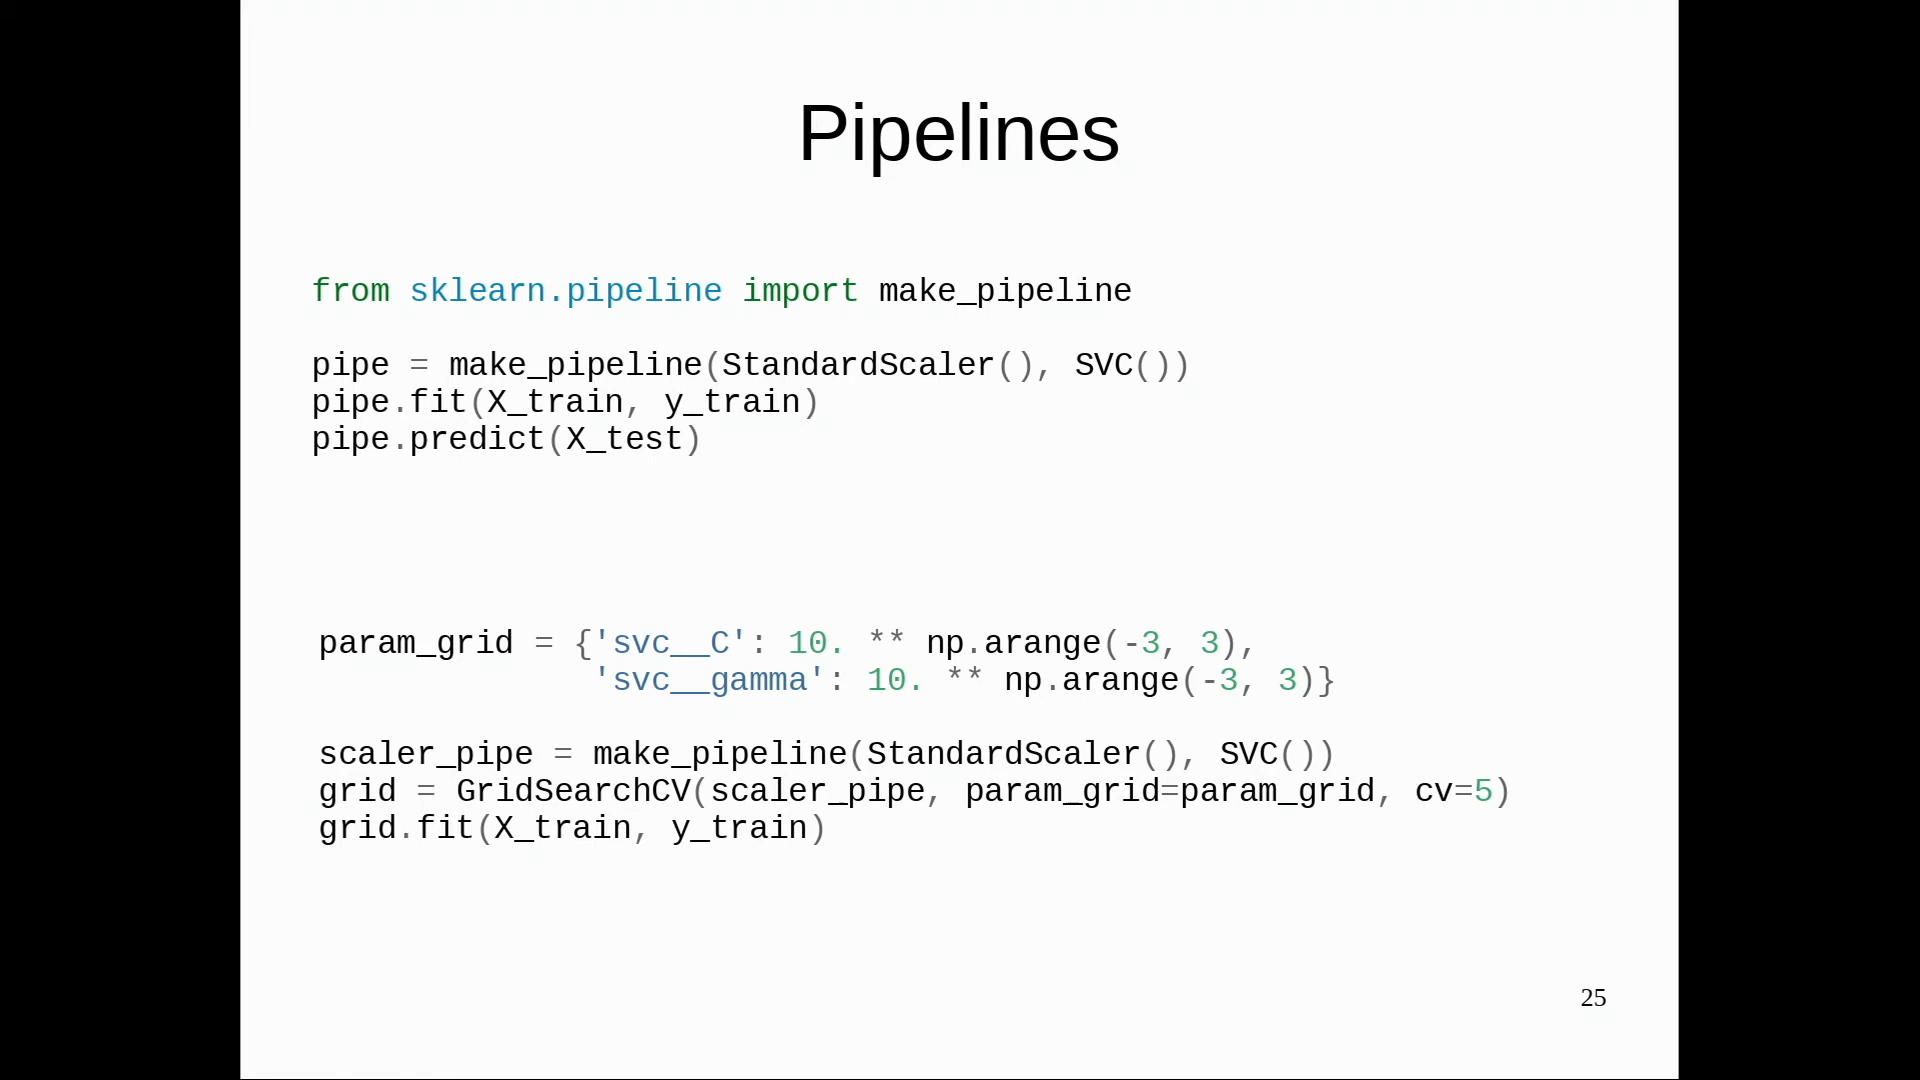 Pipelines
from sklearn.pipeline import make_pipeline
pipe = make_pipeline(StandardScaler(), SVC())
pipe.fit(X_train, y_train)
pipe.predict(X_test)
param_grid = {'svc__C': 10. ** np.arange(-3, 3),
'svc__gamma': 10. ** np.arange(-3, 3)}
scaler_pipe = make_pipeline(StandardScaler(), SVC())
grid = GridSearchCV(scaler_pipe, param_grid=param_grid, cv=5)
grid.fit(X_train, y_train)
25